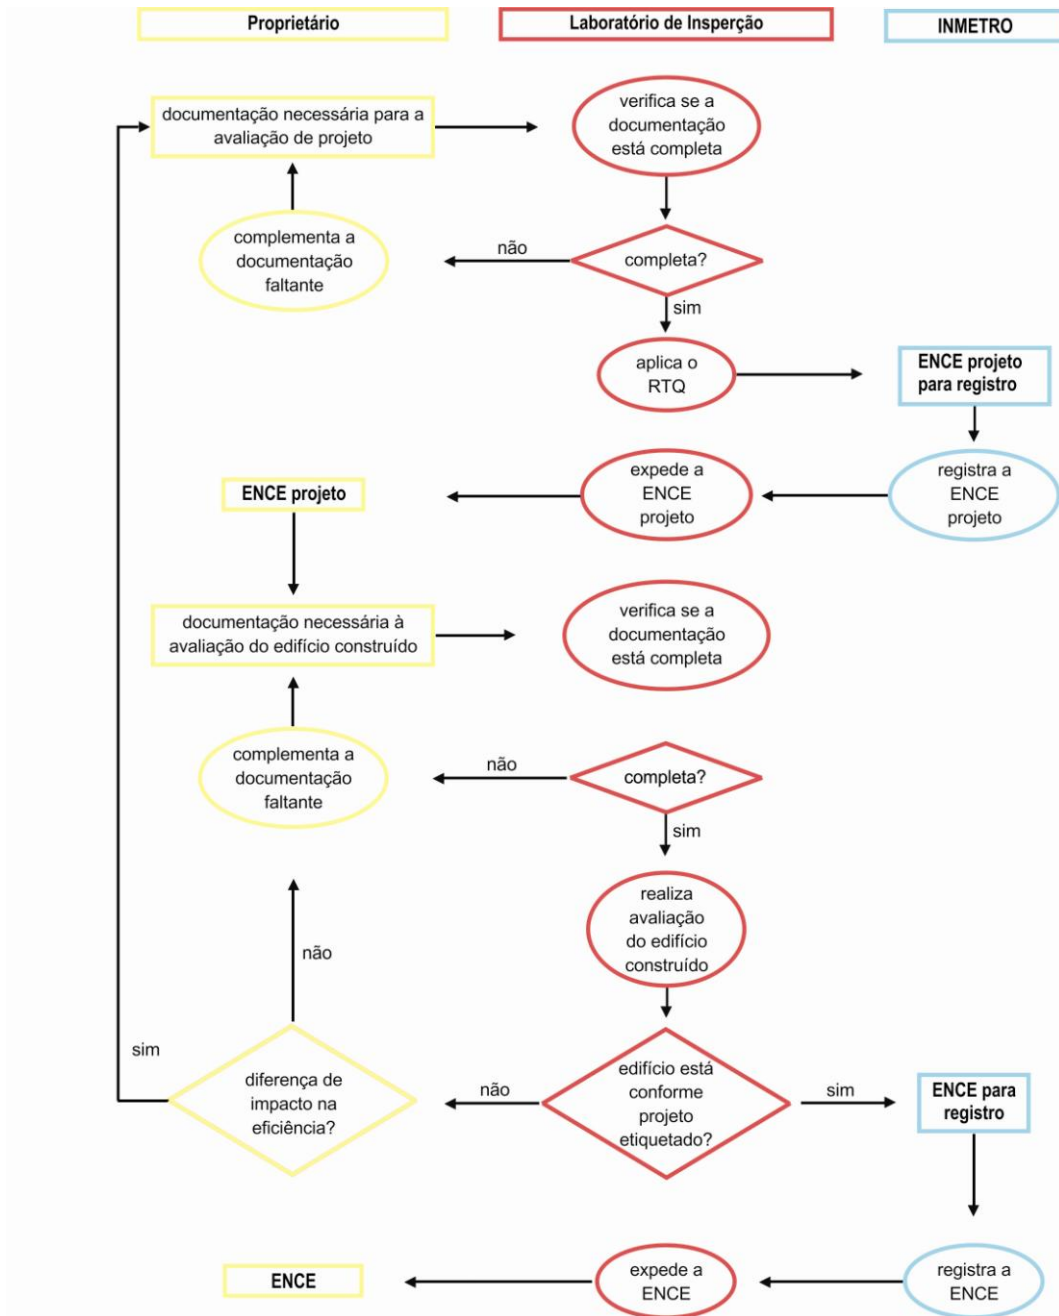 Proprietário
Laboratório de Insperção
INMETRO
documentação necessária para a
avaliação de projeto
verifica se a
documentação
está completa
complementa a
documentação
faltante
não
completa?
sim
aplica o
RTQ
ENCE projeto
para registro
ENCE projeto
expede a
ENCE
projeto
registra a
ENCE
projeto
documentação necessária à
avaliação do edifício construído
verifica se a
documentação
está completa
complementa a
documentação
faltante
não
completa?
sim
realiza
avaliação
do edifício
construído
não
sim
diferença de
impacto na
eficiência?
não
edifício está
conforme
projeto
etiquetado?
sim
ENCE para
registro
ENCE
expede a
ENCE
registra a
ENCE